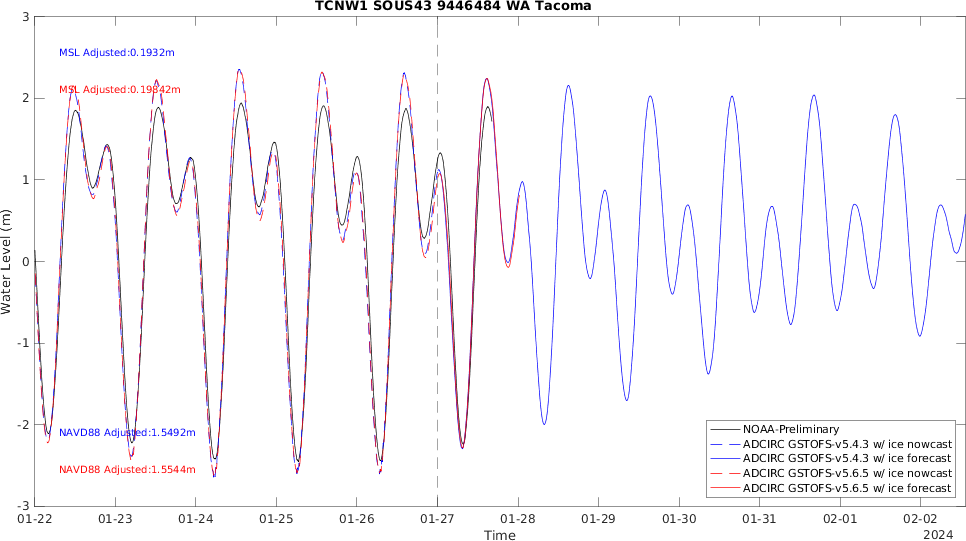 TCNW1 SOUS43 9446484 WA Tacoma
3
2
1
0
-1
-2
-3
Water Level (m)
MSL Adjusted:0.1932m
MSL Adjusted:0.19842m
NAVD88 Adjusted:1.5492m
NAVD88 Adjusted:1.5544m
NOAA-Preliminary
ADCIRC GSTOFS-v5.4.3 w/ ice nowcast
ADCIRC GSTOFS-v5.4.3 w/ ice forecast
ADCIRC GSTOFS-v5.6.5 w/ ice nowcast
ADCIRC GSTOFS-v5.6.5 w/ ice forecast
01-22 01-23 01-24 01-25 01-26 01-27 01-28 01-29 01-30 01-31 02-01 02-02
Time
2024